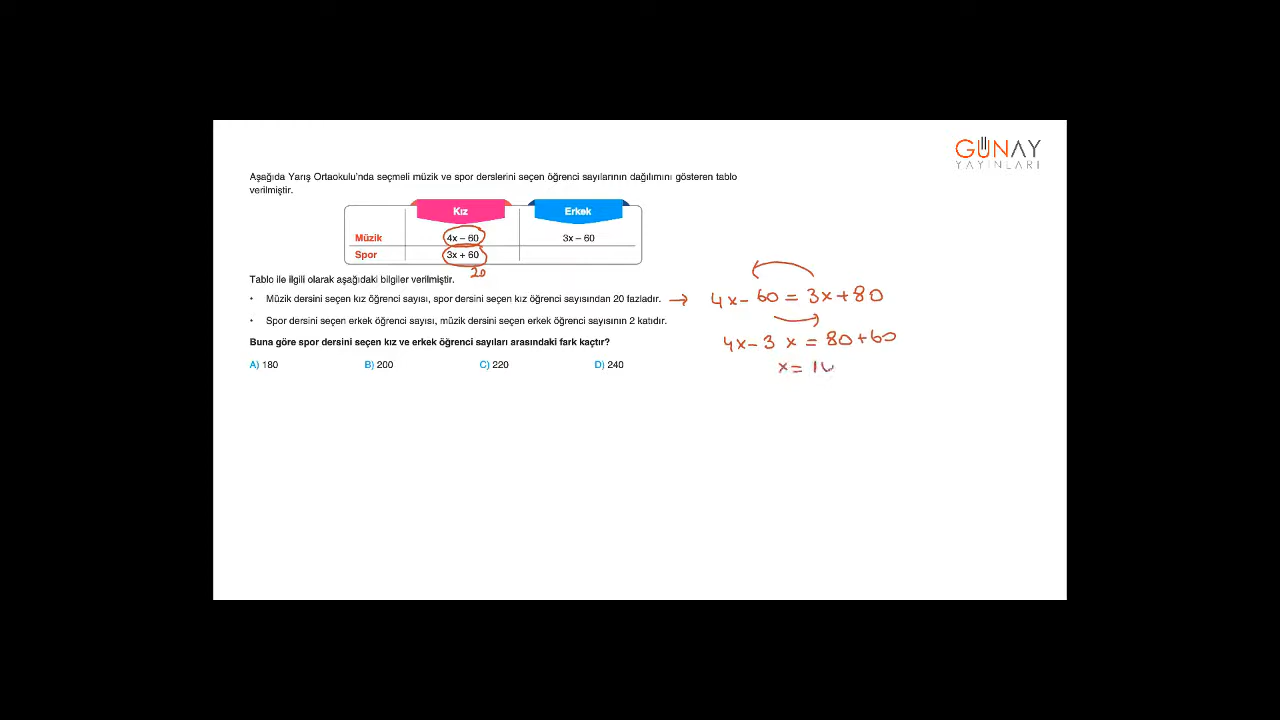 GÜNAY
YAYINLARI
Aşağıda Yarış Ortaokulu'nda seçmeli müzik ve spor derslerini seçen öğrenci sayılarının dağılımını gösteren tablo
verilmiştir.
Kız Erkek
Müzik 4x – 60 3x – 60
Spor 3x + 60
20
Tablo ile ilgili olarak aşağıdaki bilgiler verilmiştir.
• Müzik dersini seçen kız öğrenci sayısı, spor dersini seçen kız öğrenci sayısından 20 fazladır. → 4x - 60 = 3x + 80
• Spor dersini seçen erkek öğrenci sayısı, müzik dersini seçen erkek öğrenci sayısının 2 katıdır.
4x - 3x = 80 + 60
Buna göre spor dersini seçen kız ve erkek öğrenci sayıları arasındaki fark kaçtır?
A) 180 B) 200 C) 220 D) 240
x = 1